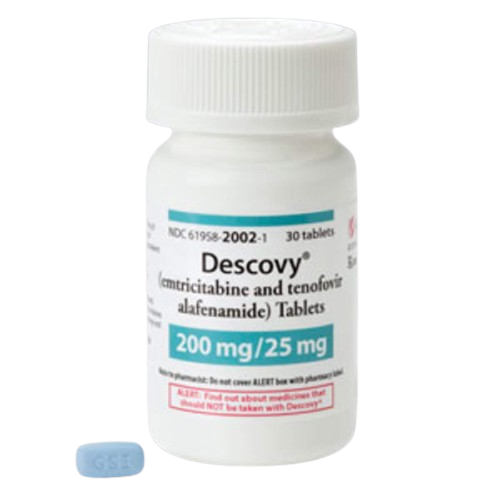 NDC 61958-2002-1 30 tablets
Descovy®
(emtricitabine and tenofovir
alafenamide) Tablets
200 mg/25 mg
Note to pharmacist: Do not cover ALERT box with pharmacy label.
ALERT: Find out about medicines that
should NOT be taken with Descovy®
GSI